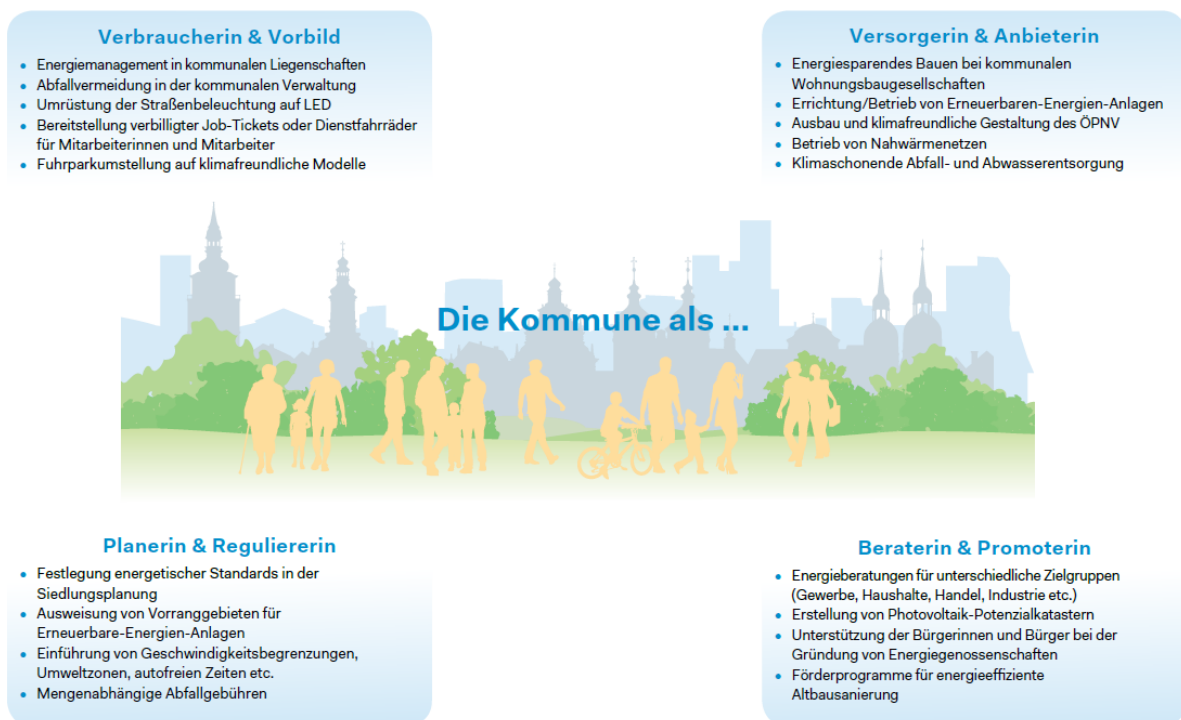 Verbraucherin & Vorbild
• Energiemanagement in kommunalen Liegenschaften
• Abfallvermeidung in der kommunalen Verwaltung
• Umrüstung der Straßenbeleuchtung auf LED
• Bereitstellung verbilligter Job-Tickets oder Dienstfahrräder
für Mitarbeiterinnen und Mitarbeiter
• Fuhrparkumstellung auf klimafreundliche Modelle
Versorgerin & Anbieterin
• Energiesparendes Bauen bei kommunalen
Wohnungsbaugesellschaften
• Errichtung/Betrieb von Erneuerbaren-Energien-Anlagen
• Ausbau und klimafreundliche Gestaltung des ÖPNV
• Betrieb von Nahwärmenetzen
• Klimaschonende Abfall- und Abwasserentsorgung
Die Kommune als ...
Planerin & Reguliererin
• Festlegung energetischer Standards in der
Siedlungsplanung
• Ausweisung von Vorranggebieten für
Erneuerbare-Energien-Anlagen
• Einführung von Geschwindigkeitsbegrenzungen,
Umweltzonen, autofreien Zeiten etc.
• Mengenabhängige Abfallgebühren
Beraterin & Promoterin
• Energieberatungen für unterschiedliche Zielgruppen
(Gewerbe, Haushalte, Handel, Industrie etc.)
• Erstellung von Photovoltaik-Potenzialkatastern
• Unterstützung der Bürgerinnen und Bürger bei der
Gründung von Energiegenossenschaften
• Förderprogramme für energieeffiziente
Altbausanierung